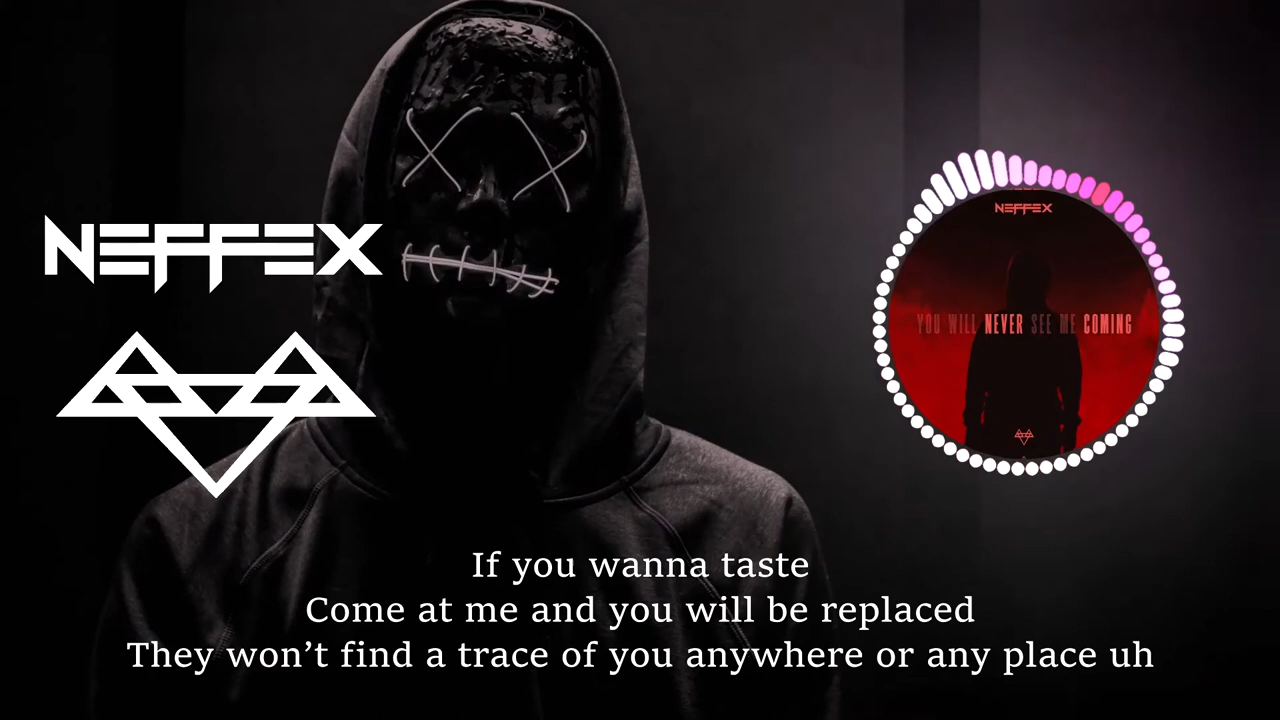 NEFFEX
NEFFEX
YOU WILL NEVER SEE ME COMING
If you wanna taste
Come at me and you will be replaced
They won’t find a trace of you anywhere or any place uh